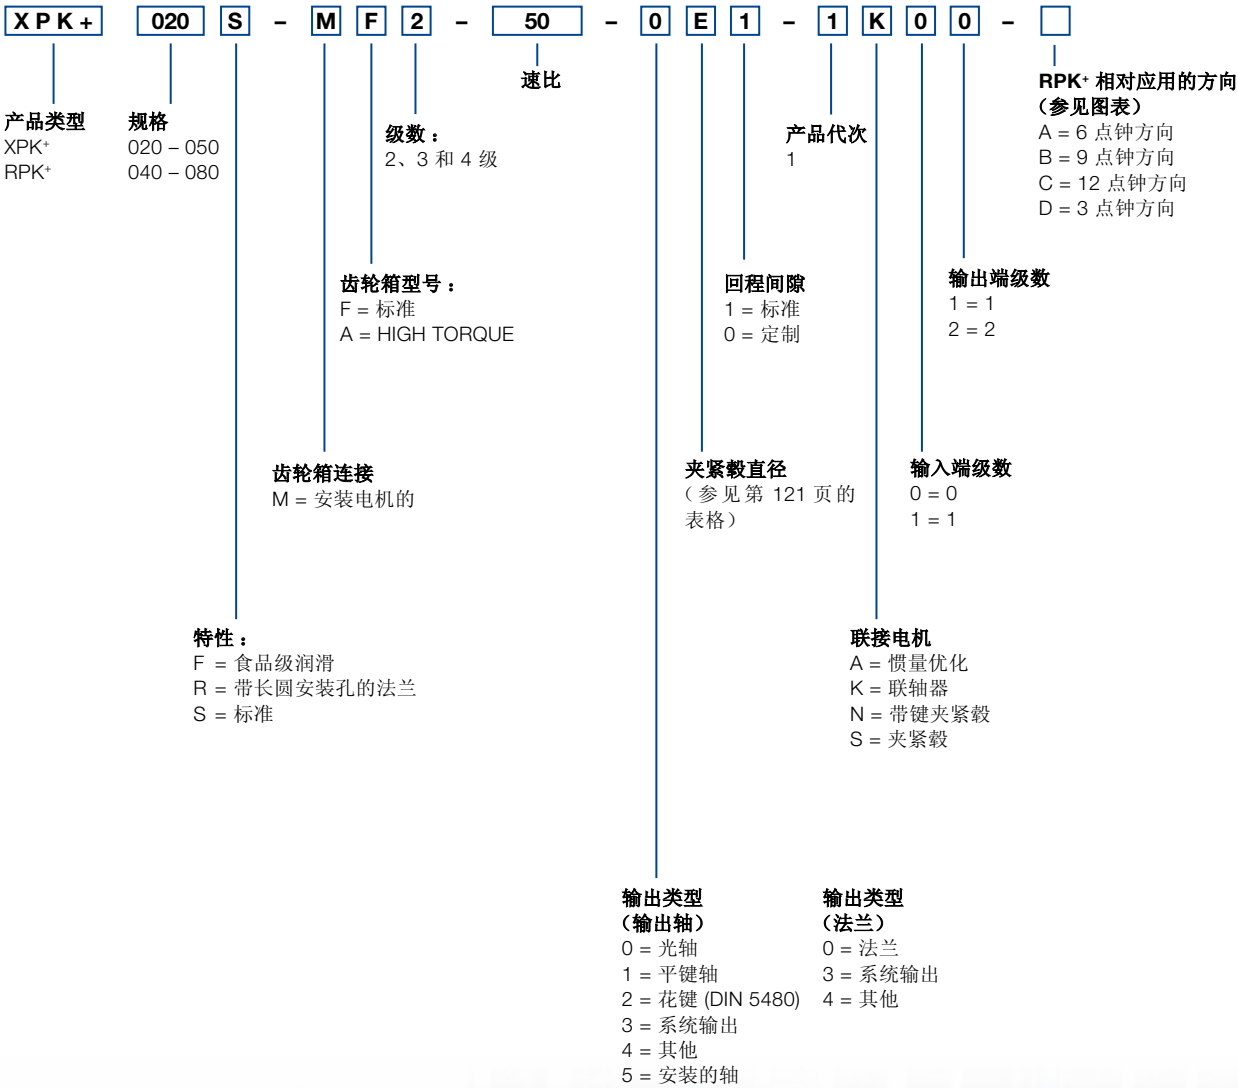 XPK+ 020 S – M F 2 – 50 – 0 E 1 – 1 K 0 0 –
产品类型
XPK+
RPK+
规格
020 – 050
040 – 080
级数：
2、3 和 4 级
速比
产品代次
1
RPK+ 相对应用的方向
（参见图表）
A = 6 点钟方向
B = 9 点钟方向
C = 12 点钟方向
D = 3 点钟方向
齿轮箱型号：
F = 标准
A = HIGH TORQUE
回程间隙
1 = 标准
0 = 定制
输出端级数
1 = 1
2 = 2
齿轮箱连接
M = 安装电机的
夹紧毂直径
（参见第 121 页的
表格）
输入端级数
0 = 0
1 = 1
特性：
F = 食品级润滑
R = 带长圆安装孔的法兰
S = 标准
联接电机
A = 惯量优化
K = 联轴器
N = 带键夹紧毂
S = 夹紧毂
输出类型
（输出轴）
0 = 光轴
1 = 平键轴
2 = 花键 (DIN 5480)
3 = 系统输出
4 = 其他
5 = 安装的轴
输出类型
（法兰）
0 = 法兰
3 = 系统输出
4 = 其他